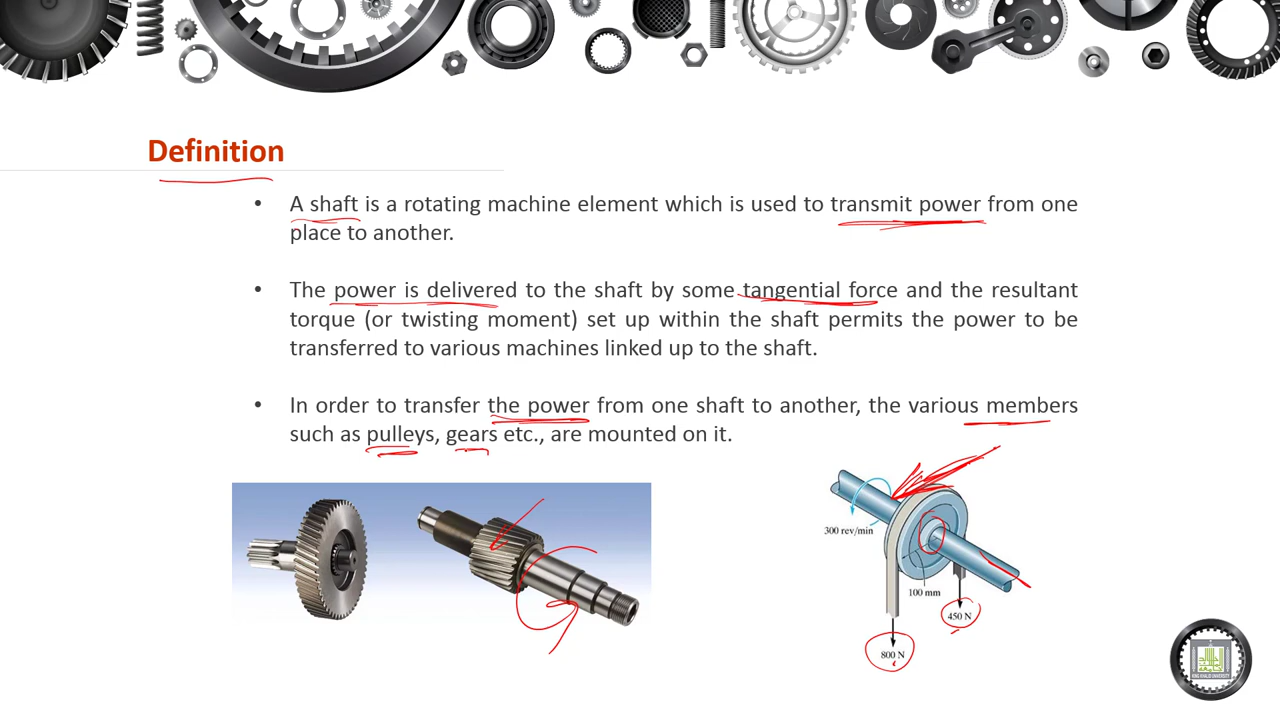 Definition
• A shaft is a rotating machine element which is used to transmit power from one
place to another.
• The power is delivered to the shaft by some tangential force and the resultant
torque (or twisting moment) set up within the shaft permits the power to be
transferred to various machines linked up to the shaft.
• In order to transfer the power from one shaft to another, the various members
such as pulleys, gears etc., are mounted on it.
300 rev/min
100 mm
450 N
800 N
KING KHALID UNIVERSITY